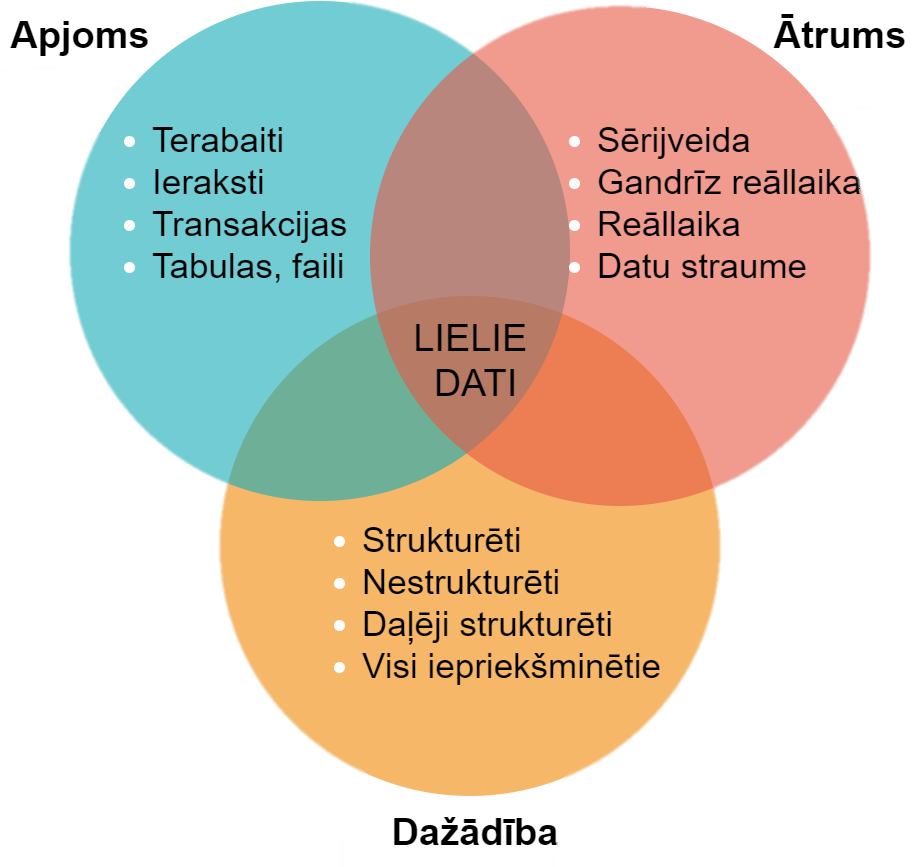 Apjoms
Terabaiti
Ieraksti
Transakcijas
Tabulas, faili
Ātrums
Sērijveida
Gandrīz reāllaika
Reāllaika
Datu straume
LIELIE
DATI
Strukturēti
Nestrukturēti
Daļēji strukturēti
Visi iepriekšminētie
Dažādība